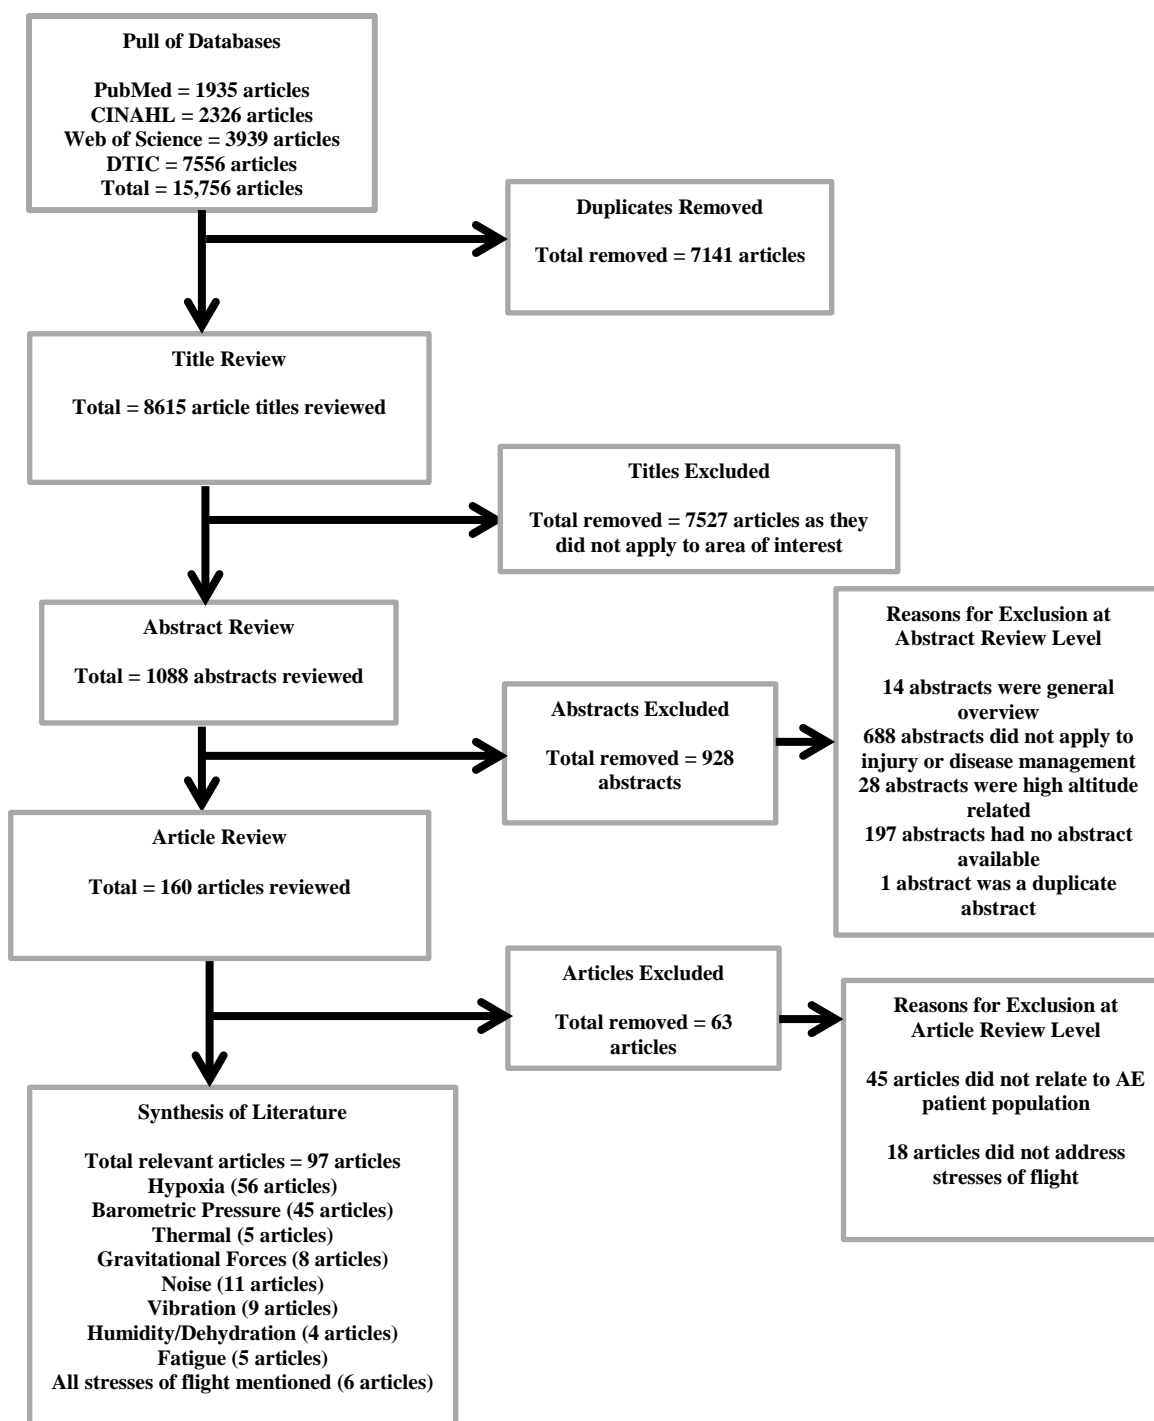 Pull of Databases
PubMed = 1935 articles
CINAHL = 2326 articles
Web of Science = 3939 articles
DTIC = 7556 articles
Total = 15,756 articles
Duplicates Removed
Total removed = 7141 articles
Title Review
Total = 8615 article titles reviewed
Titles Excluded
Total removed = 7527 articles as they
did not apply to area of interest
Abstract Review
Total = 1088 abstracts reviewed
Abstracts Excluded
Total removed = 928
abstracts
Reasons for Exclusion at
Abstract Review Level
14 abstracts were general
overview
688 abstracts did not apply to
injury or disease management
28 abstracts were high altitude
related
197 abstracts had no abstract
available
1 abstract was a duplicate
abstract
Article Review
Total = 160 articles reviewed
Articles Excluded
Total removed = 63
articles
Reasons for Exclusion at
Article Review Level
45 articles did not relate to AE
patient population
18 articles did not address
stresses of flight
Synthesis of Literature
Total relevant articles = 97 articles
Hypoxia (56 articles)
Barometric Pressure (45 articles)
Thermal (5 articles)
Gravitational Forces (8 articles)
Noise (11 articles)
Vibration (9 articles)
Humidity/Dehydration (4 articles)
Fatigue (5 articles)
All stresses of flight mentioned (6 articles)